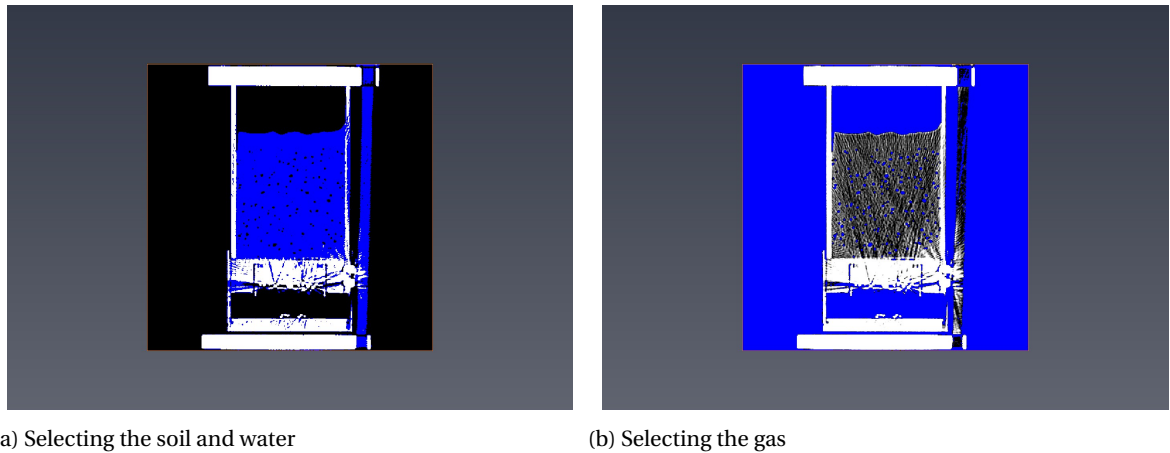 a) Selecting the soil and water
(b) Selecting the gas